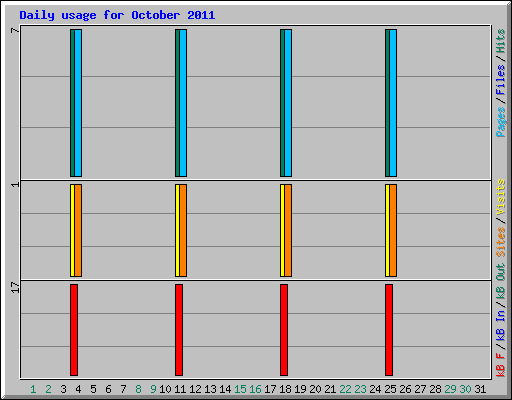 Daily usage for October 2011
7
1
17
Pages/Files/Hits
Sites/Visits
kB F/kB In/kB Out
1 2 3 4 5 6 7 8 9 10 11 12 13 14 15 16 17 18 19 20 21 22 23 24 25 26 27 28 29 30 31